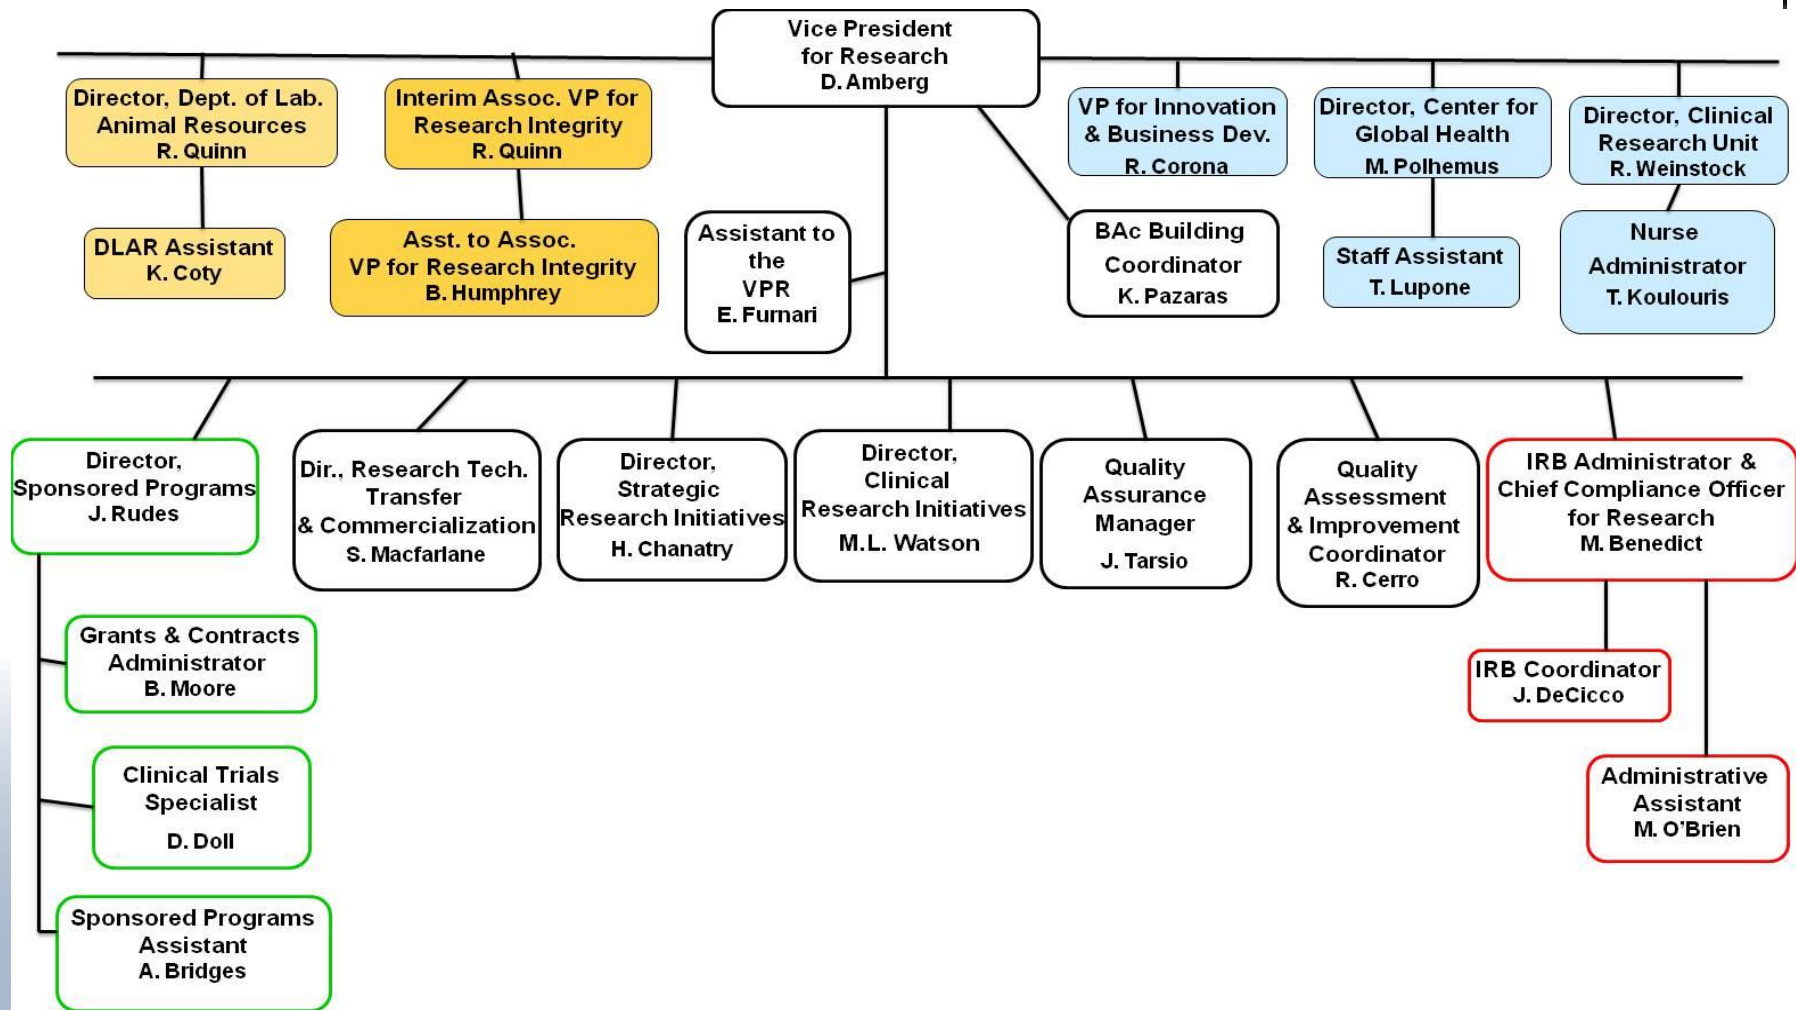 Vice President
for Research
D. Amberg
Director, Dept. of Lab.
Animal Resources
R. Quinn
Interim Assoc. VP for
Research Integrity
R. Quinn
VP for Innovation
& Business Dev.
R. Corona
Director, Center for
Global Health
M. Polhemus
Director, Clinical
Research Unit
R. Weinstock
DLAR Assistant
K. Coty
Asst. to Assoc.
VP for Research Integrity
B. Humphrey
Assistant to
the
VPR
E. Furnari
BAc Building
Coordinator
K. Pazaras
Staff Assistant
T. Lupone
Nurse
Administrator
T. Koulouris
Director,
Sponsored Programs
J. Rudes
Dir., Research Tech.
Transfer
& Commercialization
S. Macfarlane
Director,
Strategic
Research Initiatives
H. Chanatry
Director,
Clinical
Research Initiatives
M.L. Watson
Quality
Assurance
Manager
J. Tarsio
Quality
Assessment
& Improvement
Coordinator
R. Cerro
IRB Administrator &
Chief Compliance Officer
for Research
M. Benedict
Grants & Contracts
Administrator
B. Moore
IRB Coordinator
J. DeCicco
Clinical Trials
Specialist
D. Doll
Administrative
Assistant
M. O’Brien
Sponsored Programs
Assistant
A. Bridges